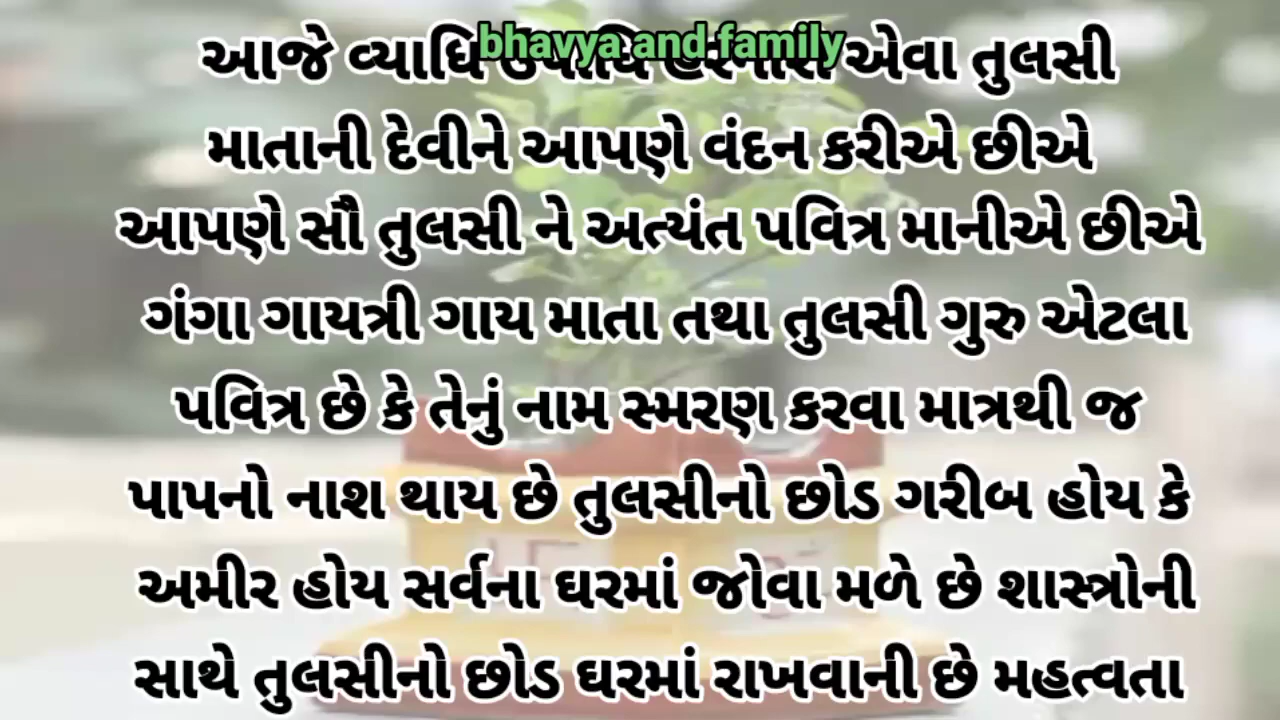 bhavya and family
આજે વ્યાધિ એવા તુલસી
માતાની દેવીને આપણે વંદન કરીએ છીએ
આપણે સૌ તુલસી ને અત્યંત પવિત્ર માનીએ છીએ
ગંગા ગાયત્રી ગાય માતા તથા તુલસી ગુરુ એટલા
પવિત્ર છે કે તેનું નામ સ્મરણ કરવા માત્રથી જ
પાપનો નાશ થાય છે તુલસીનો છોડ ગરીબ હોય કે
અમીર હોય સર્વના ઘરમાં જોવા મળે છે શાસ્ત્રોની
સાથે તુલસીનો છોડ ઘરમાં રાખવાની છે મહત્વતા